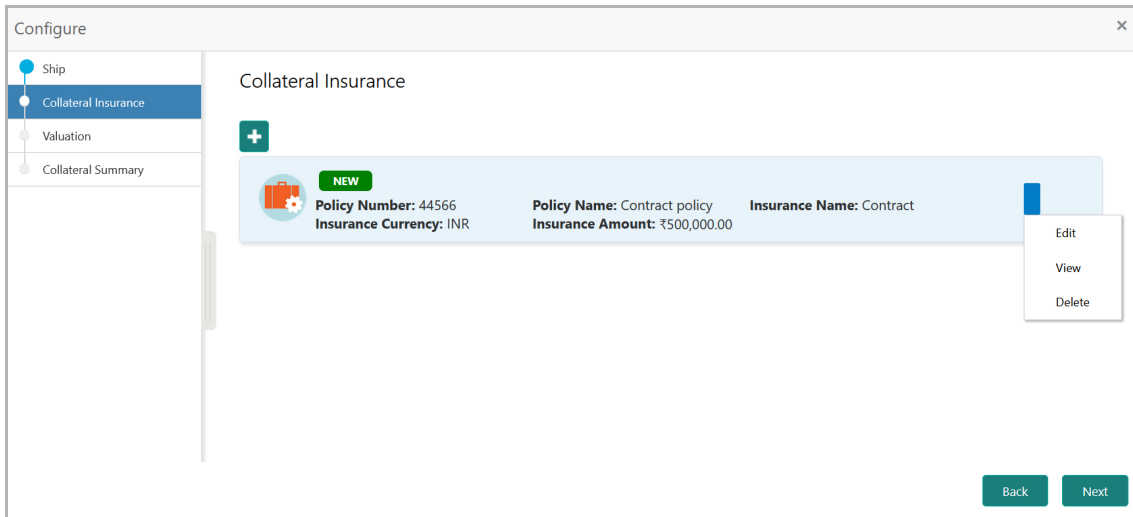 Configure
Ship
Collateral Insurance
Valuation
Collateral Summary
Collateral Insurance
NEW
Policy Number: 44566 Policy Name: Contract policy Insurance Name: Contract
Insurance Currency: INR Insurance Amount: ₹500,000.00
Edit
View
Delete
Back Next